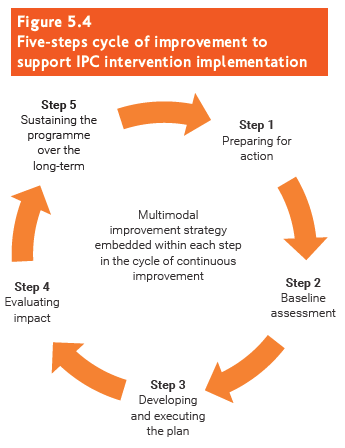 Figure 5.4
Five-steps cycle of improvement to
support IPC intervention implementation
Step 1
Preparing for
action
Step 2
Baseline
assessment
Step 3
Developing
and executing
the plan
Step 4
Evaluating
impact
Step 5
Sustaining the
programme
over the
long-term
Multimodal
improvement strategy
embedded within each step
in the cycle of continuous
improvement